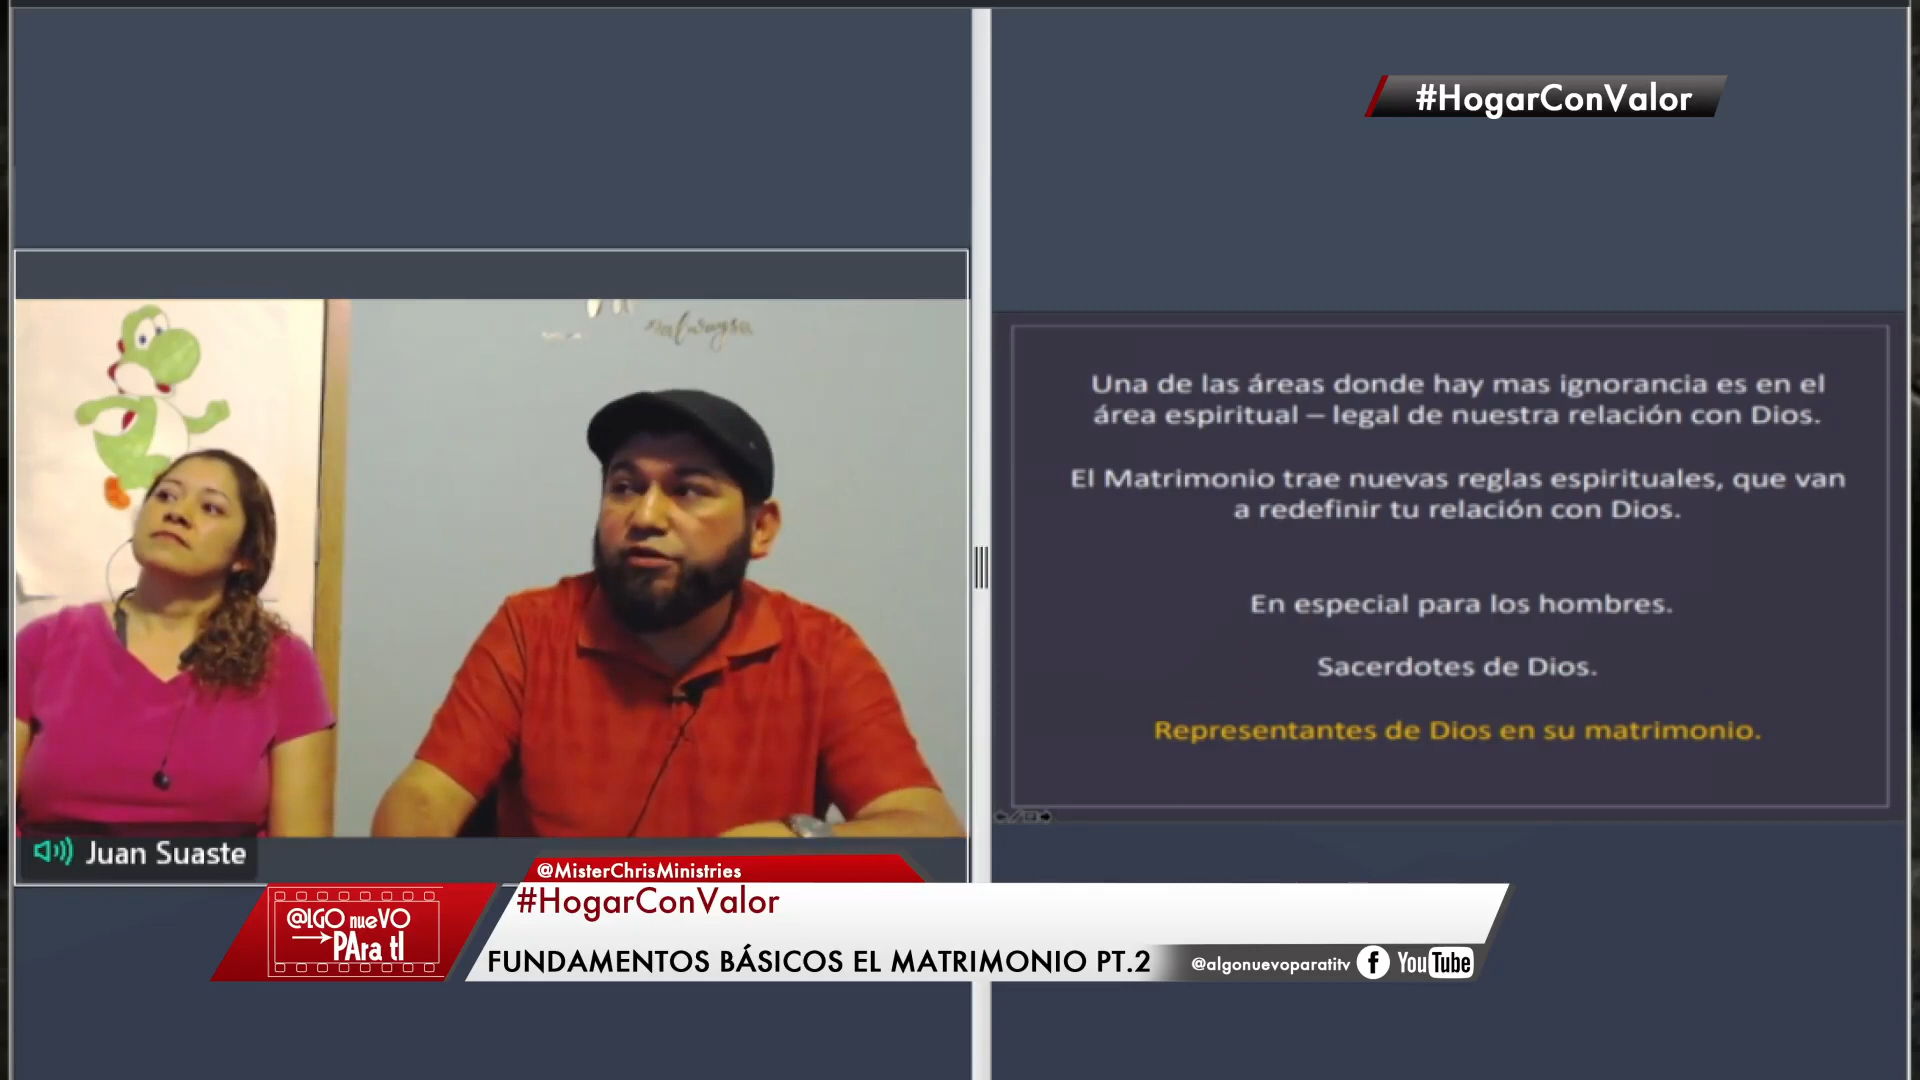 #HogarConValor
Una de las áreas donde hay mas ignorancia es en el
área espiritual – legal de nuestra relación con Dios.
El Matrimonio trae nuevas reglas espirituales, que van
a redefinir tu relación con Dios.
En especial para los hombres.
Sacerdotes de Dios.
Representantes de Dios en su matrimonio.
Juan Suaste
@MisterChrisMinistries
#HogarConValor
@LGO nueVO
PAra tI
FUNDAMENTOS BÁSICOS EL MATRIMONIO PT.2
@algonuevoparatitv f YouTube